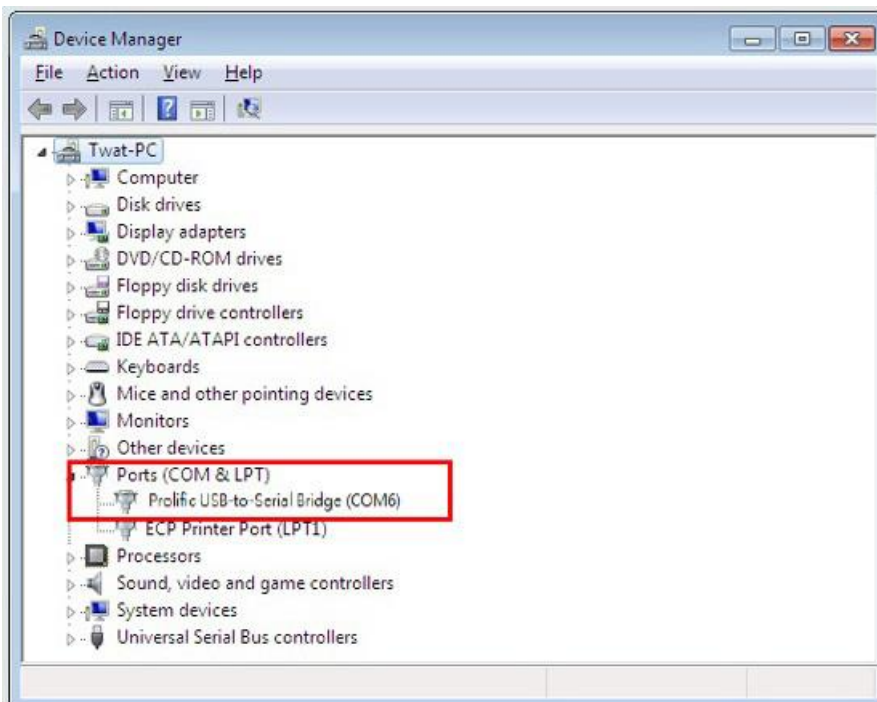 Device Manager
File Action View Help
Twat-PC
Computer
Disk drives
Display adapters
DVD/CD-ROM drives
Floppy disk drives
Floppy drive controllers
IDE ATA/ATAPI controllers
Keyboards
Mice and other pointing devices
Monitors
Other devices
Ports (COM & LPT)
Prolific USB-to-Serial Bridge (COM6)
ECP Printer Port (LPT1)
Processors
Sound, video and game controllers
System devices
Universal Serial Bus controllers